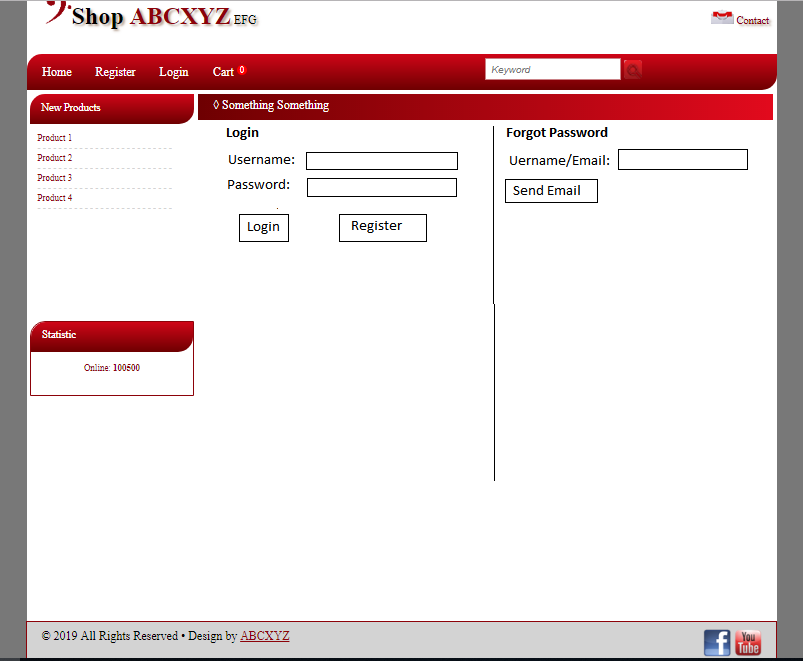 Shop ABCXYZ EFG
Contact
Home Register Login Cart 0
Keyword
New Products
◊ Something Something
Product 1
Product 2
Product 3
Product 4
Login
Username:
Password:
Login Register
Forgot Password
Uername/Email:
Send Email
Statistic
Online: 100500
© 2019 All Rights Reserved • Design by ABCXYZ
f
You
Tube